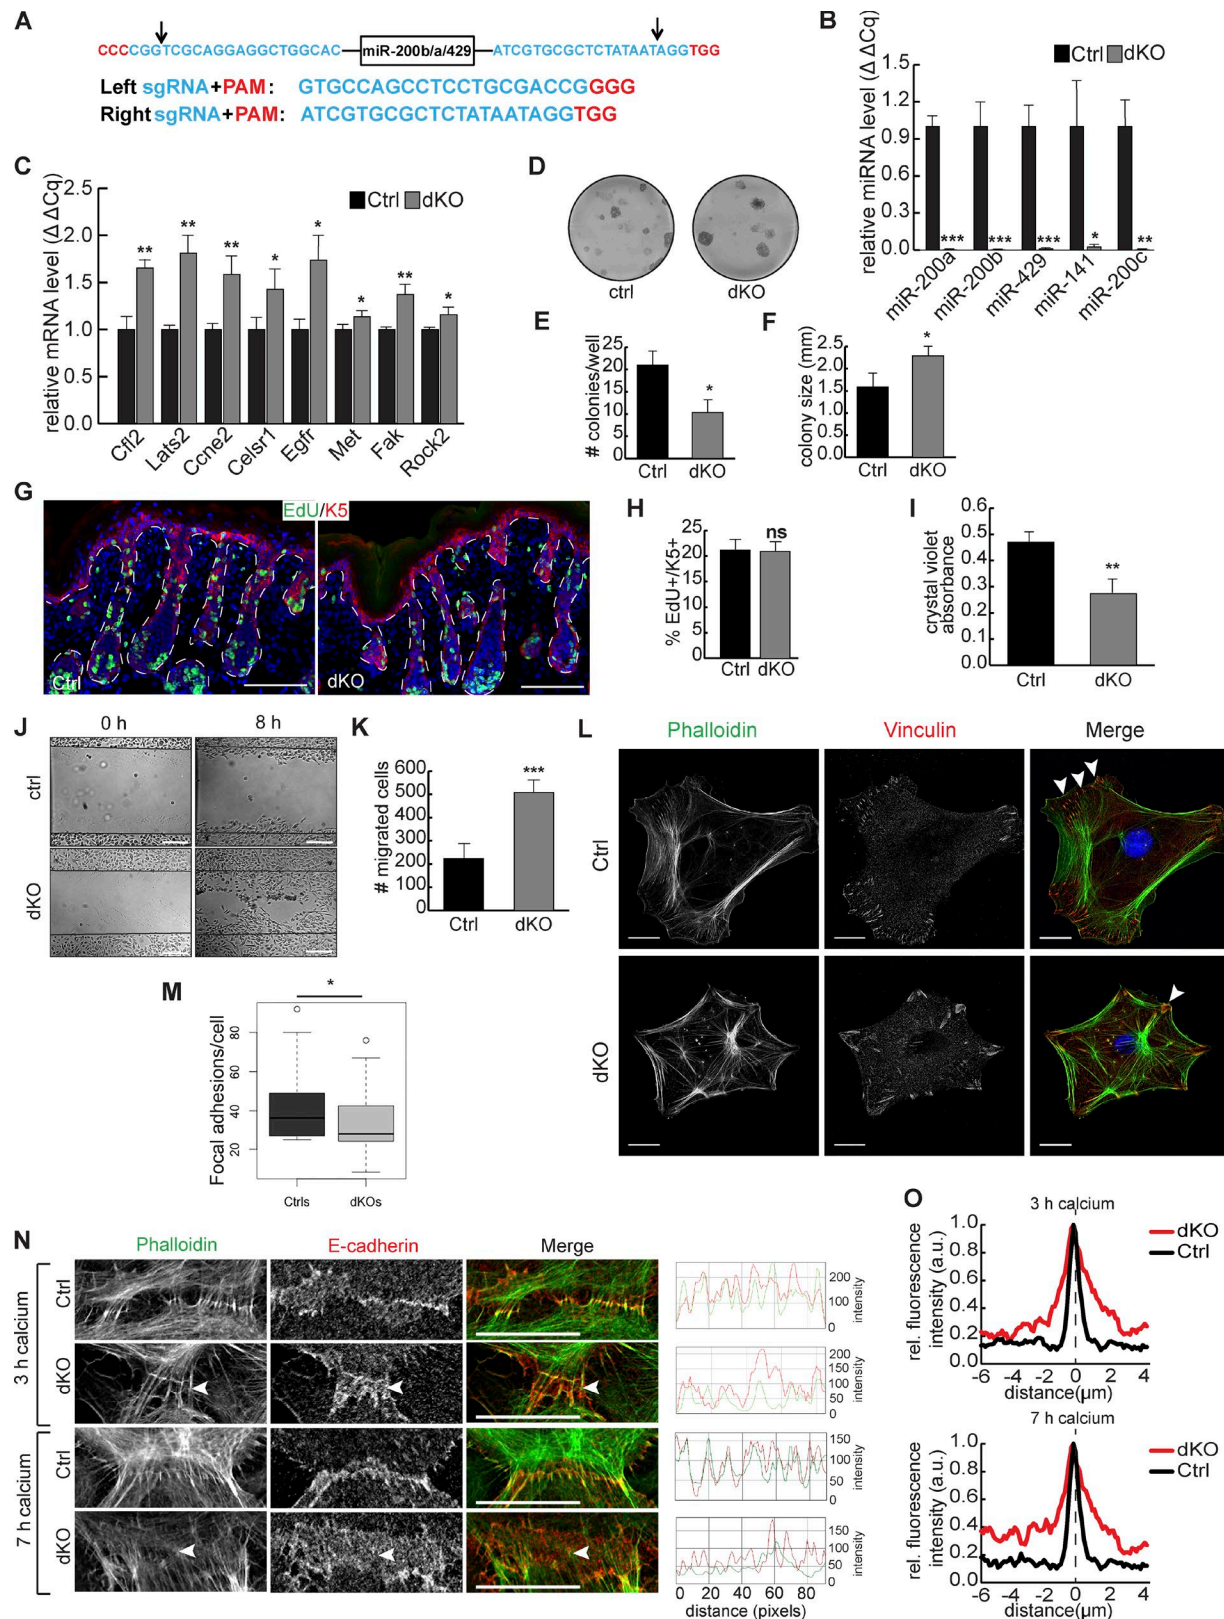 A
CCCCGGTCGCAGGAGGCTGGCAC miR-200b/a/429 ATCGTGCGCTCTATAATAGGTGG
Left sgRNA+PAM: GTGCCAGCCTCCTGCGACCGGGG
Right sgRNA+PAM: ATCGTGCGCTCTATAATAGGTGG
B
Ctrl dKO
relative miRNA level (Δ ΔCq)
1.5
1.2
0.9
0.6
0.3
0.0
*** *** *** * **
miR-200a miR-200b miR-429 miR-141 miR-200c
C
Ctrl dKO
relative mRNA level (Δ ΔCq)
2.5
2.0
1.5
1.0
0.5
0.0
** ** ** * * * ** *
Cfl2 Lats2 Ccne2 Celsr1 Egfr Met Fak Rock2
D
ctrl dKO
E
# colonies/well
25
20
15
10
5
0
*
Ctrl dKO
F
colony size (mm)
2.5
2.0
1.5
1.0
0.5
0.0
*
Ctrl dKO
G
EdU/K5
Ctrl dKO
H
% EdU+/K5+
25
20
15
10
5
0
ns
Ctrl dKO
I
crystal violet
absorbance
0.6
0.5
0.4
0.3
0.2
0.1
0
**
Ctrl dKO
J
0 h 8 h
ctrl
dKO
K
# migrated cells
600
500
400
300
200
100
0
***
Ctrl dKO
L
Phalloidin Vinculin Merge
Ctrl
dKO
M
*
Focal adhesions/cell
80
60
40
20
Ctrls dKOs
N
Phalloidin E-cadherin Merge
3 h calcium
Ctrl
dKO
7 h calcium
Ctrl
dKO
200
100
0
intensity
200
150
100
50
0
intensity
150
100
50
0
intensity
150
100
50
0
intensity
0 20 40 60 80
distance (pixels)
O
3 h calcium
dKO
Ctrl
rel. fluorescence
intensity (a.u.)
1.0
0.8
0.6
0.4
0.2
0.0
-6 -4 -2 0 2 4
distance(μm)
7 h calcium
dKO
Ctrl
rel. fluorescence
intensity (a.u.)
1.0
0.8
0.6
0.4
0.2
0.0
-6 -4 -2 0 2 4
distance(μm)